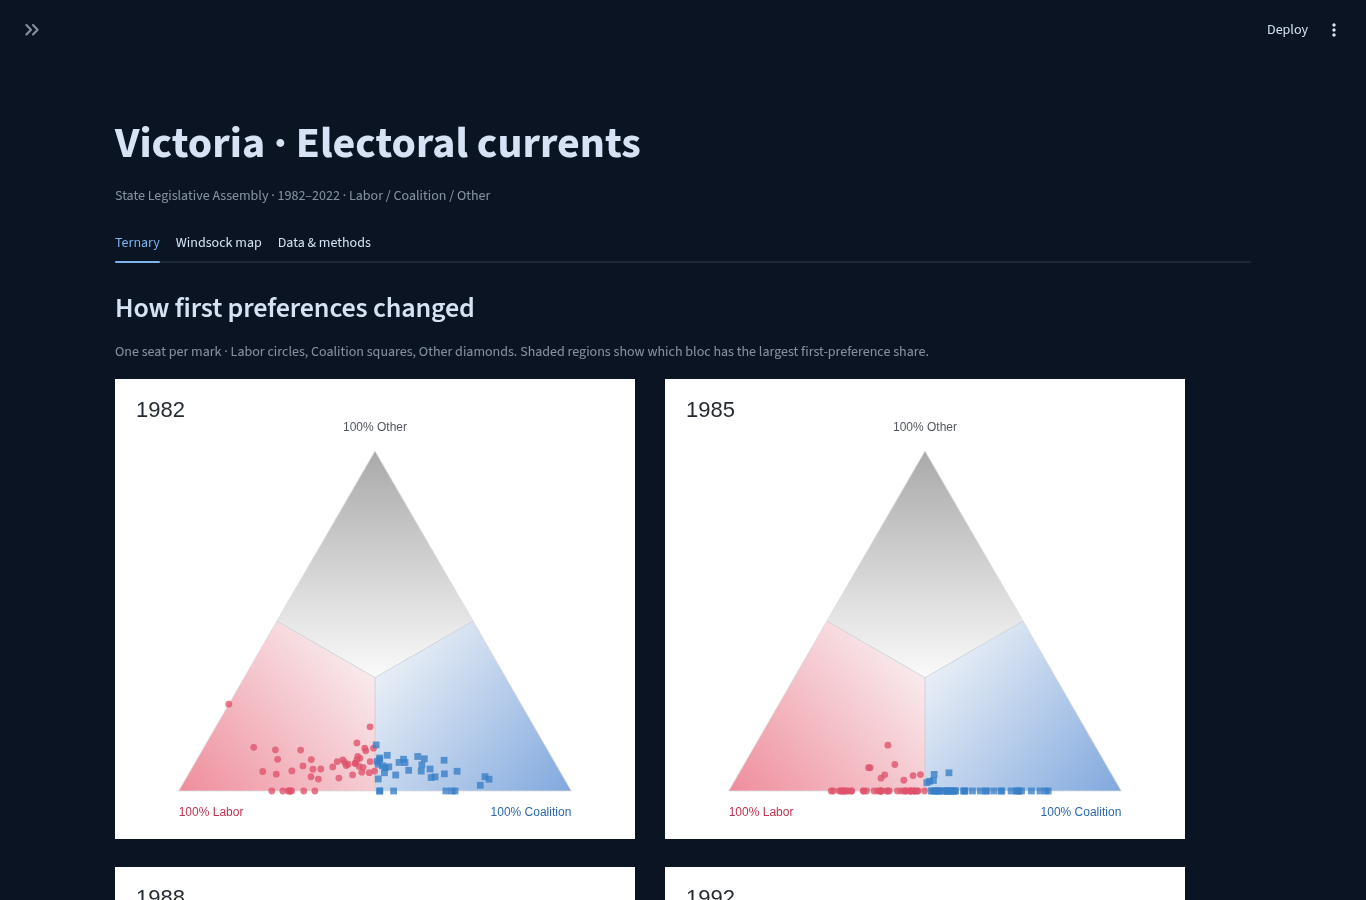 Deploy
Victoria · Electoral currents
State Legislative Assembly · 1982–2022 · Labor / Coalition / Other
Ternary Windsock map Data & methods
How first preferences changed
One seat per mark · Labor circles, Coalition squares, Other diamonds. Shaded regions show which bloc has the largest first-preference share.
1982
100% Other
100% Labor
100% Coalition
1985
100% Other
100% Labor
100% Coalition
1988
1992